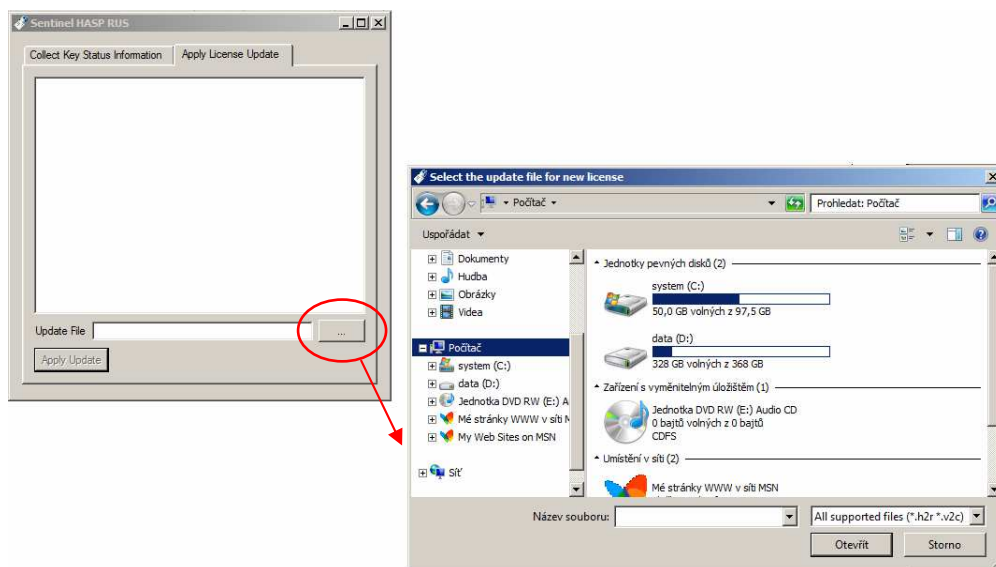 Sentinel HASP RUS
Collect Key Status Information
Apply License Update
Update File
...
Apply Update
Select the update file for new license
Počítač
Prohledat: Počítač
Uspořádat
Dokumenty
Hudba
Obrázky
Videa
Počítač
system (C:)
data (D:)
Jednotka DVD RW (E:) A
Mé stránky WWW v síti M
My Web Sites on MSN
Síť
Jednotky pevných disků (2)
system (C:)
50,0 GB volných z 97,5 GB
data (D:)
328 GB volných z 368 GB
Zařízení s vyměnitelným úložištěm (1)
Jednotka DVD RW (E:) Audio CD
0 bajtů volných z 0 bajtů
CDFS
Umístění v síti (2)
Mé stránky WWW v síti MSN
Název souboru:
All supported files (*.h2r *.v2c)
Otevřít
Storno